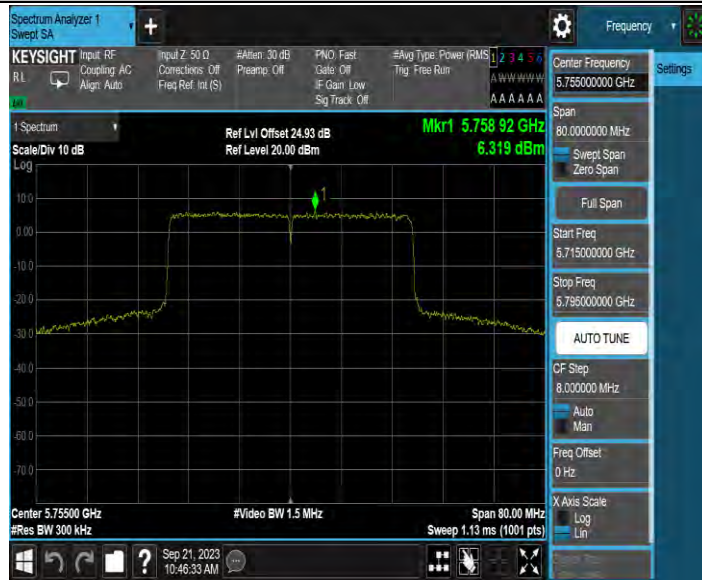 Spectrum Analyzer 1
Swept SA
+
Frequency
KEYSIGHT
RL
Input: RF
Coupling: AC
Align: Auto
Input Z: 50 Ω
Corrections: Off
Freq Ref: Int (S)
#Atten: 30 dB
Preamp: Off
PNO: Fast
Gate: Off
IF Gain: Low
Sig Track: Off
#Avg Type: Power (RMS
Trig: Free Run
1 2 3 4 5 6
A W W W W W
A A A A A A
Settings
Center Frequency
5.755000000 GHz
Span
80.0000000 MHz
Swept Span
Zero Span
Full Span
Start Freq
5.715000000 GHz
Stop Freq
5.795000000 GHz
AUTO TUNE
CF Step
8.000000 MHz
Auto
Man
Freq Offset
0 Hz
X Axis Scale
Log
Lin
1 Spectrum
Scale/Div 10 dB
Ref Lvl Offset 24.93 dB
Ref Level 20.00 dBm
Mkr1 5.758 92 GHz
6.319 dBm
Log
1
10.0
0.00
-10.0
-20.0
-30.0
-40.0
-50.0
-60.0
-70.0
Center 5.75500 GHz
#Res BW 300 kHz
#Video BW 1.5 MHz
Span 80.00 MHz
Sweep 1.13 ms (1001 pts)
?
Sep 21, 2023
10:46:33 AM